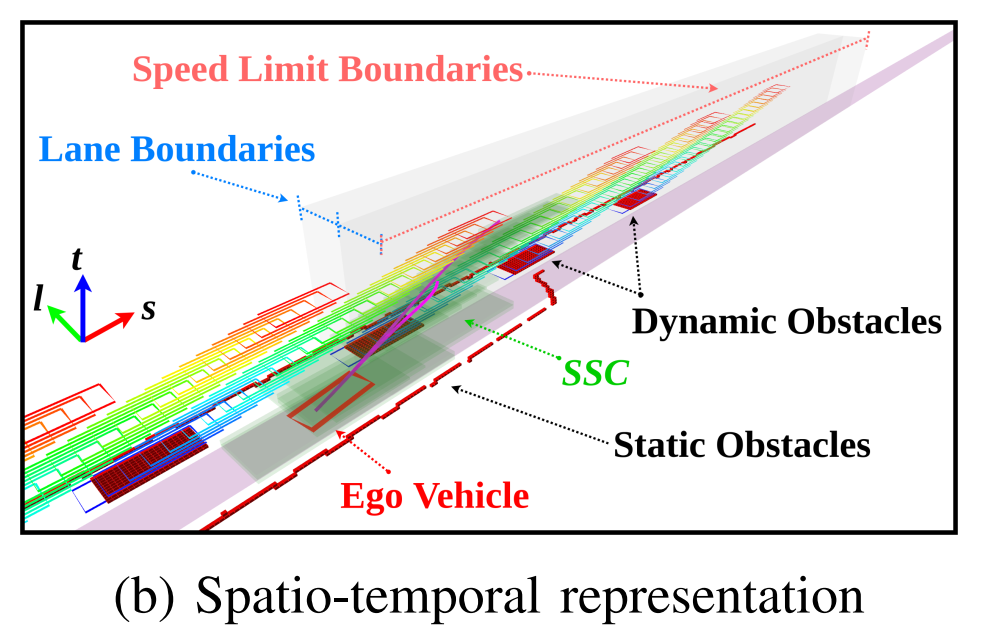 Speed Limit Boundaries
Lane Boundaries
t
l
s
Dynamic Obstacles
SSC
Static Obstacles
Ego Vehicle
(b) Spatio-temporal representation